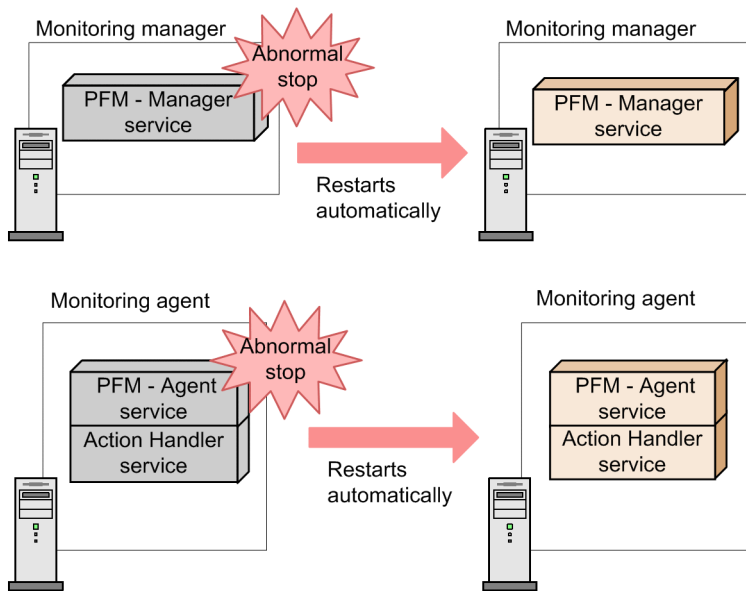 Monitoring manager
Abnormal
stop
PFM - Manager
service
Restarts
automatically
Monitoring manager
PFM - Manager
service
Monitoring agent
Abnormal
stop
PFM - Agent
service
Action Handler
service
Restarts
automatically
Monitoring agent
PFM - Agent
service
Action Handler
service